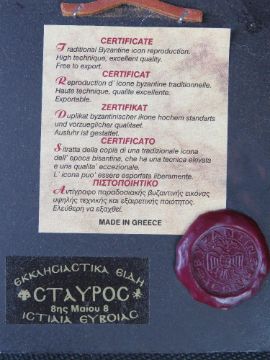 CERTIFICATE
Traditional Byzantine icon reproduction.
High technique, excellent quality.
Free to export.
CERTIFICAT
Reproduction d' icone byzantine traditionnelle.
Haute technique, qualite excellente.
Exportable.
ZERTIFIKAT
Duplikat byzantinischer ikone hochem standarts
und vorzueglicher qualitaet.
Ausfuhr ist gestattet.
CERTIFICATO
Si tratta della copia di una tradizionale icona
dell' epoca bisantina, che ha una tecnica elevata
e una qualita' eccezionale.
L' icona puo' essere esportata liberamente.
ΠΙΣΤΟΠΟΙΗΤΙΚΟ
Αντίγραφο παραδοσιακής βυζαντινής εικόνας
υψηλής τεχνικής και εξαιρετικής ποιότητος.
Ελευθέρα να εξαχθεί.
MADE IN GREECE
ΕΚΚΛΗΣΙΑΣΤΙΚΑ ΕΙΔΗ
ΣΤΑΥΡΟΣ
8ης Μαΐου 8
ΙΣΤΙΑΙΑ ΕΥΒΟΙΑΣ